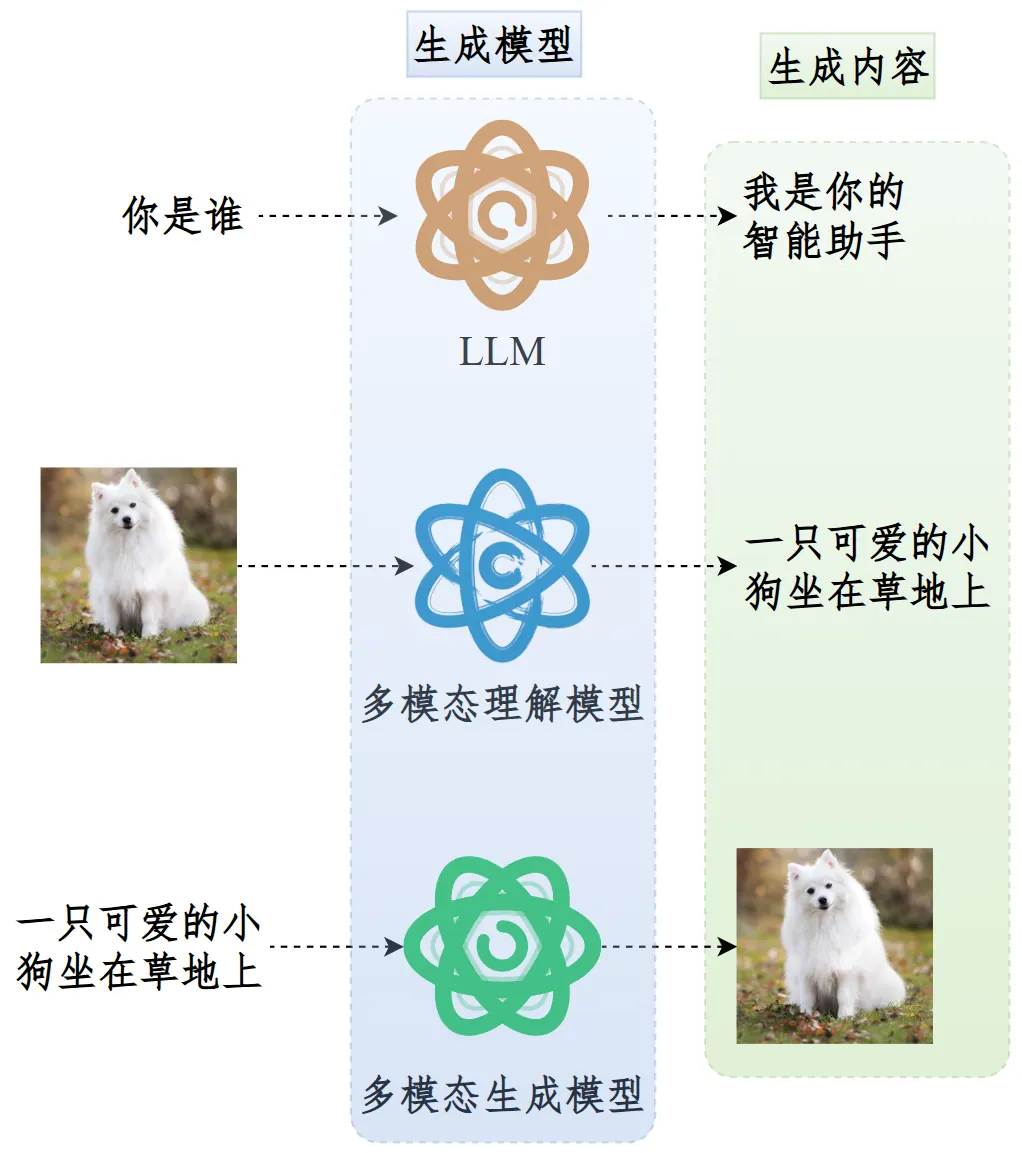 生成模型
生成内容
你是谁
我是你的
智能助手
LLM
一只可爱的小
狗坐在草地上
多模态理解模型
一只可爱的小
狗坐在草地上
多模态生成模型